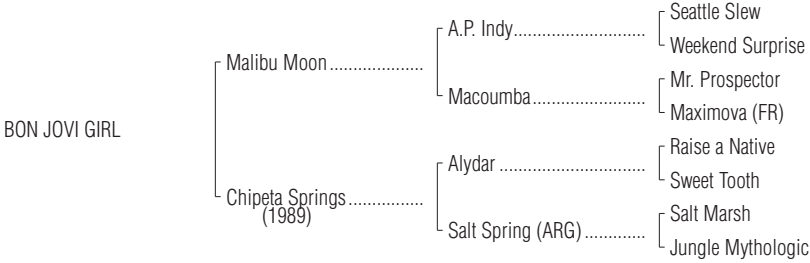 Seattle Slew
A.P. Indy..............................
Weekend Surprise
Malibu Moon .....................
Mr. Prospector
Macoumba.........................
Maximova (FR)
BON JOVI GIRL
Raise a Native
Alydar .................................
Sweet Tooth
Chipeta Springs.................
(1989)
Salt Marsh
Salt Spring (ARG).............
Jungle Mythologic